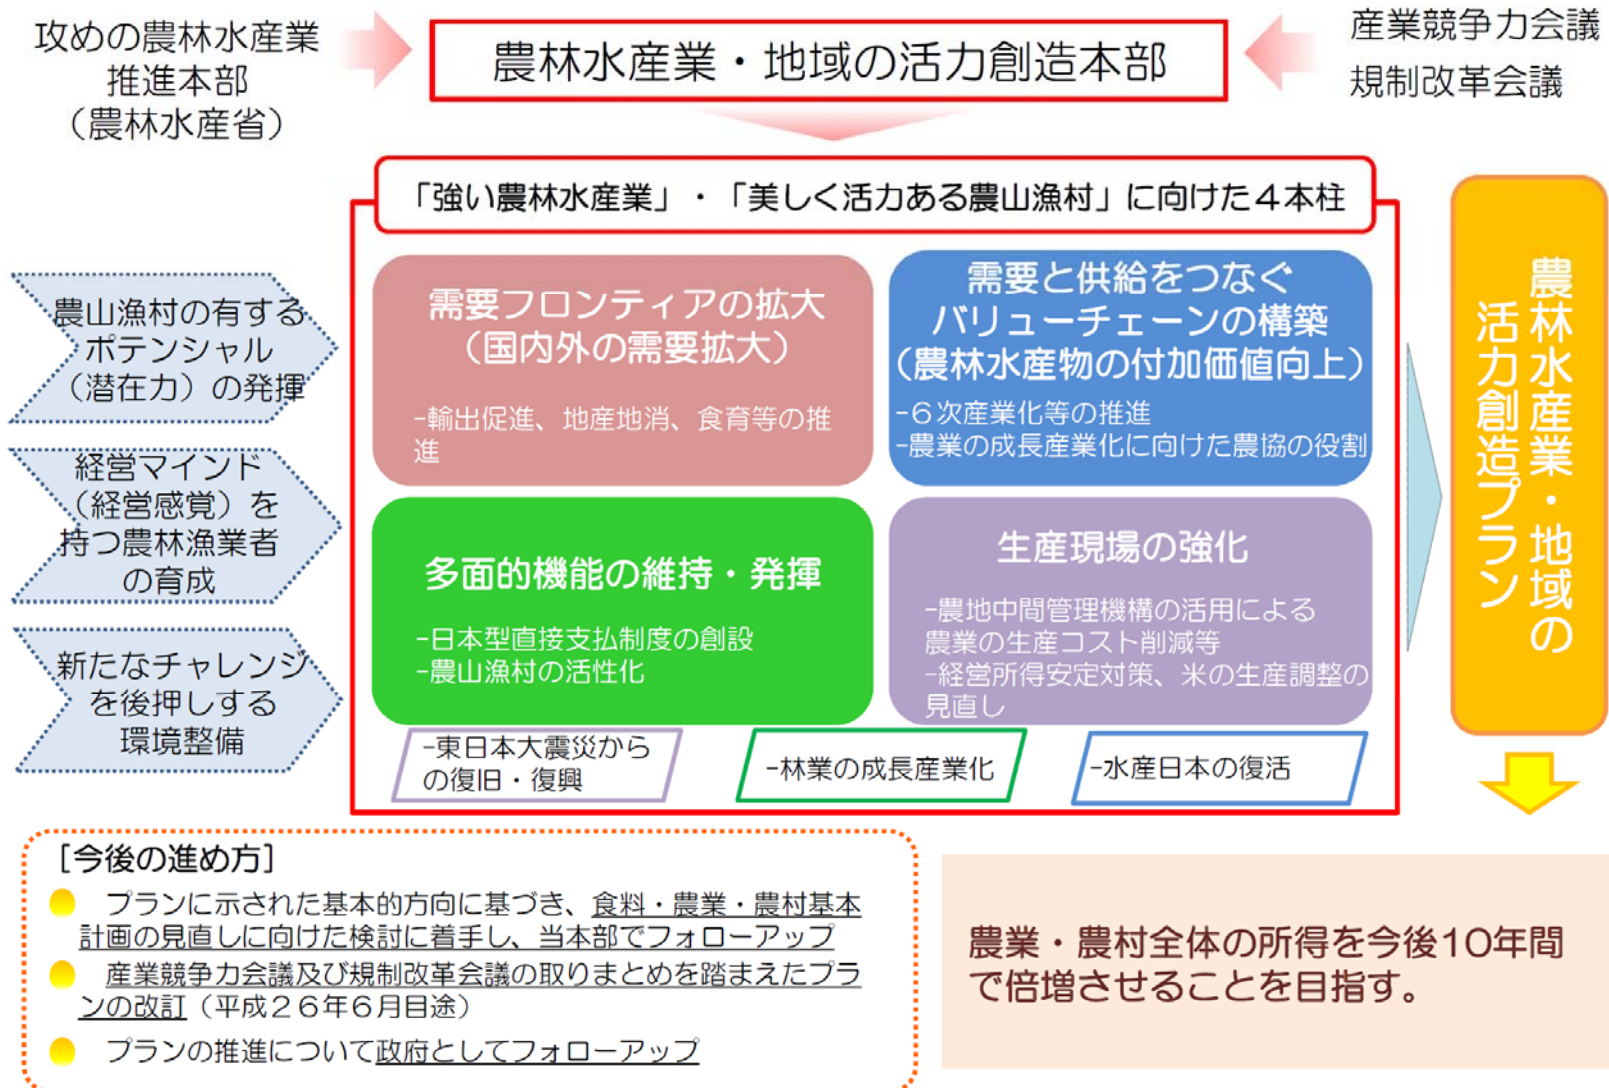 攻めの農林水産業
推進本部
（農林水産省）
農林水産業・地域の活力創造本部
産業競争力会議
規制改革会議
「強い農林水産業」・「美しく活力ある農山漁村」に向けた４本柱
農山漁村の有する
ポテンシャル
（潜在力）の発揮
経営マインド
（経営感覚）を
持つ農林漁業者
の育成
新たなチャレンジ
を後押しする
環境整備
需要フロンティアの拡大
（国内外の需要拡大）
-輸出促進、地産地消、食育等の推
進
需要と供給をつなぐ
バリューチェーンの構築
（農林水産物の付加価値向上）
-６次産業化等の推進
-農業の成長産業化に向けた農協の役割
多面的機能の維持・発揮
-日本型直接支払制度の創設
-農山漁村の活性化
生産現場の強化
-農地中間管理機構の活用による
農業の生産コスト削減等
-経営所得安定対策、米の生産調整の
見直し
-東日本大震災から
の復旧・復興
-林業の成長産業化
-水産日本の復活
農林水産業・地域の
活力創造プラン
［今後の進め方］
プランに示された基本的方向に基づき、食料・農業・農村基本
計画の見直しに向けた検討に着手し、当本部でフォローアップ
産業競争力会議及び規制改革会議の取りまとめを踏まえたプラ
ンの改訂（平成２６年６月目途）
プランの推進について政府としてフォローアップ
農業・農村全体の所得を今後10年間
で倍増させることを目指す。